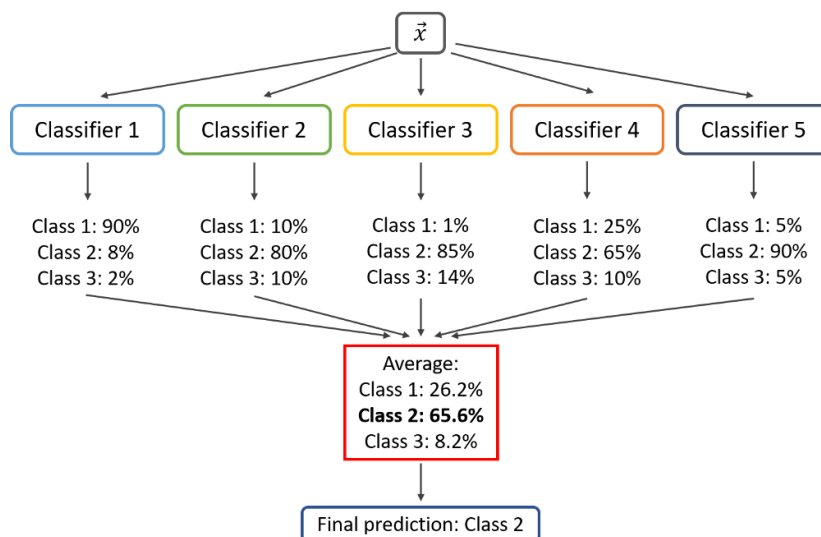 x⃗
Classifier 1
Classifier 2
Classifier 3
Classifier 4
Classifier 5
Class 1: 90%
Class 2: 8%
Class 3: 2%
Class 1: 10%
Class 2: 80%
Class 3: 10%
Class 1: 1%
Class 2: 85%
Class 3: 14%
Class 1: 25%
Class 2: 65%
Class 3: 10%
Class 1: 5%
Class 2: 90%
Class 3: 5%
Average:
Class 1: 26.2%
Class 2: 65.6%
Class 3: 8.2%
Final prediction: Class 2